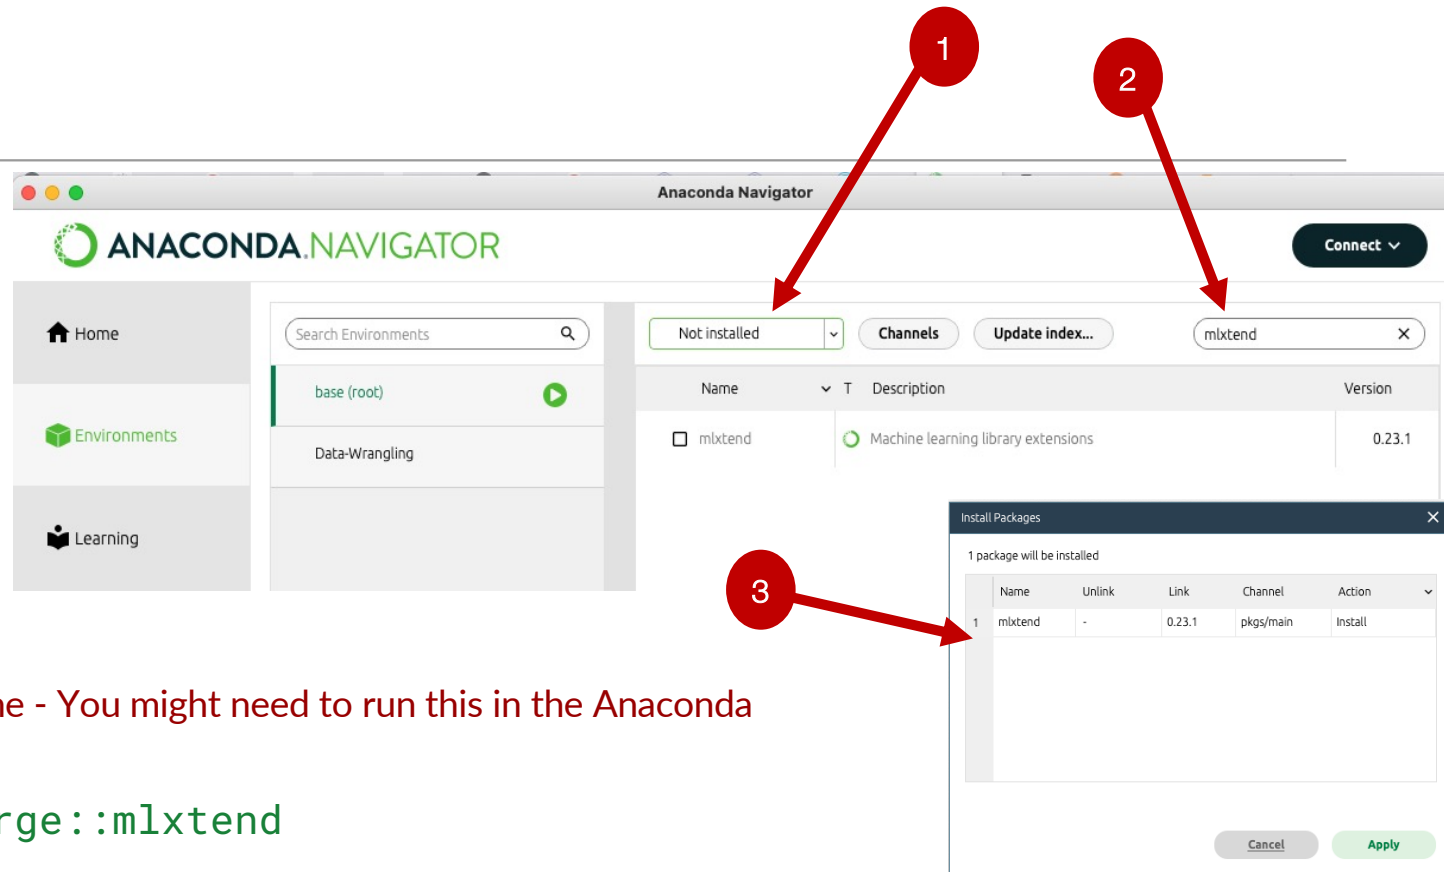 1
2
Anaconda Navigator
ANACONDA.NAVIGATOR
Connect
Home
Search Environments
Not installed
Channels
Update index...
mlxtend
base (root)
Name
T
Description
Version
Environments
mlxtend
Machine learning library extensions
0.23.1
Data-Wrangling
Learning
Install Packages
1 package will be installed
3
Name Unlink Link Channel Action
1 mlxtend - 0.23.1 pkgs/main Install
ne - You might need to run this in the Anaconda
rge::mlxtend
Cancel
Apply